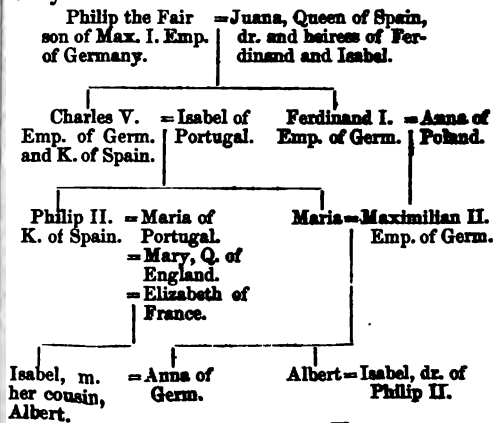 Philip the Fair = Juana, Queen of Spain,
son of Max. I. Emp. dr. and heiress of Fer-
of Germany. dinand and Isabel.
Charles V. = Isabel of Ferdinand I. = Anna of
Emp. of Germ. Portugal. Emp. of Germ. Poland.
and K. of Spain.
Philip II. = Maria of Maria = Maximilian II.
K. of Spain. Portugal. Emp. of Germ.
= Mary, Q. of
England.
= Elizabeth of
France.
Isabel, m. = Anna of Albert = Isabel, dr. of
her cousin, Germ. Philip II.
Albert.